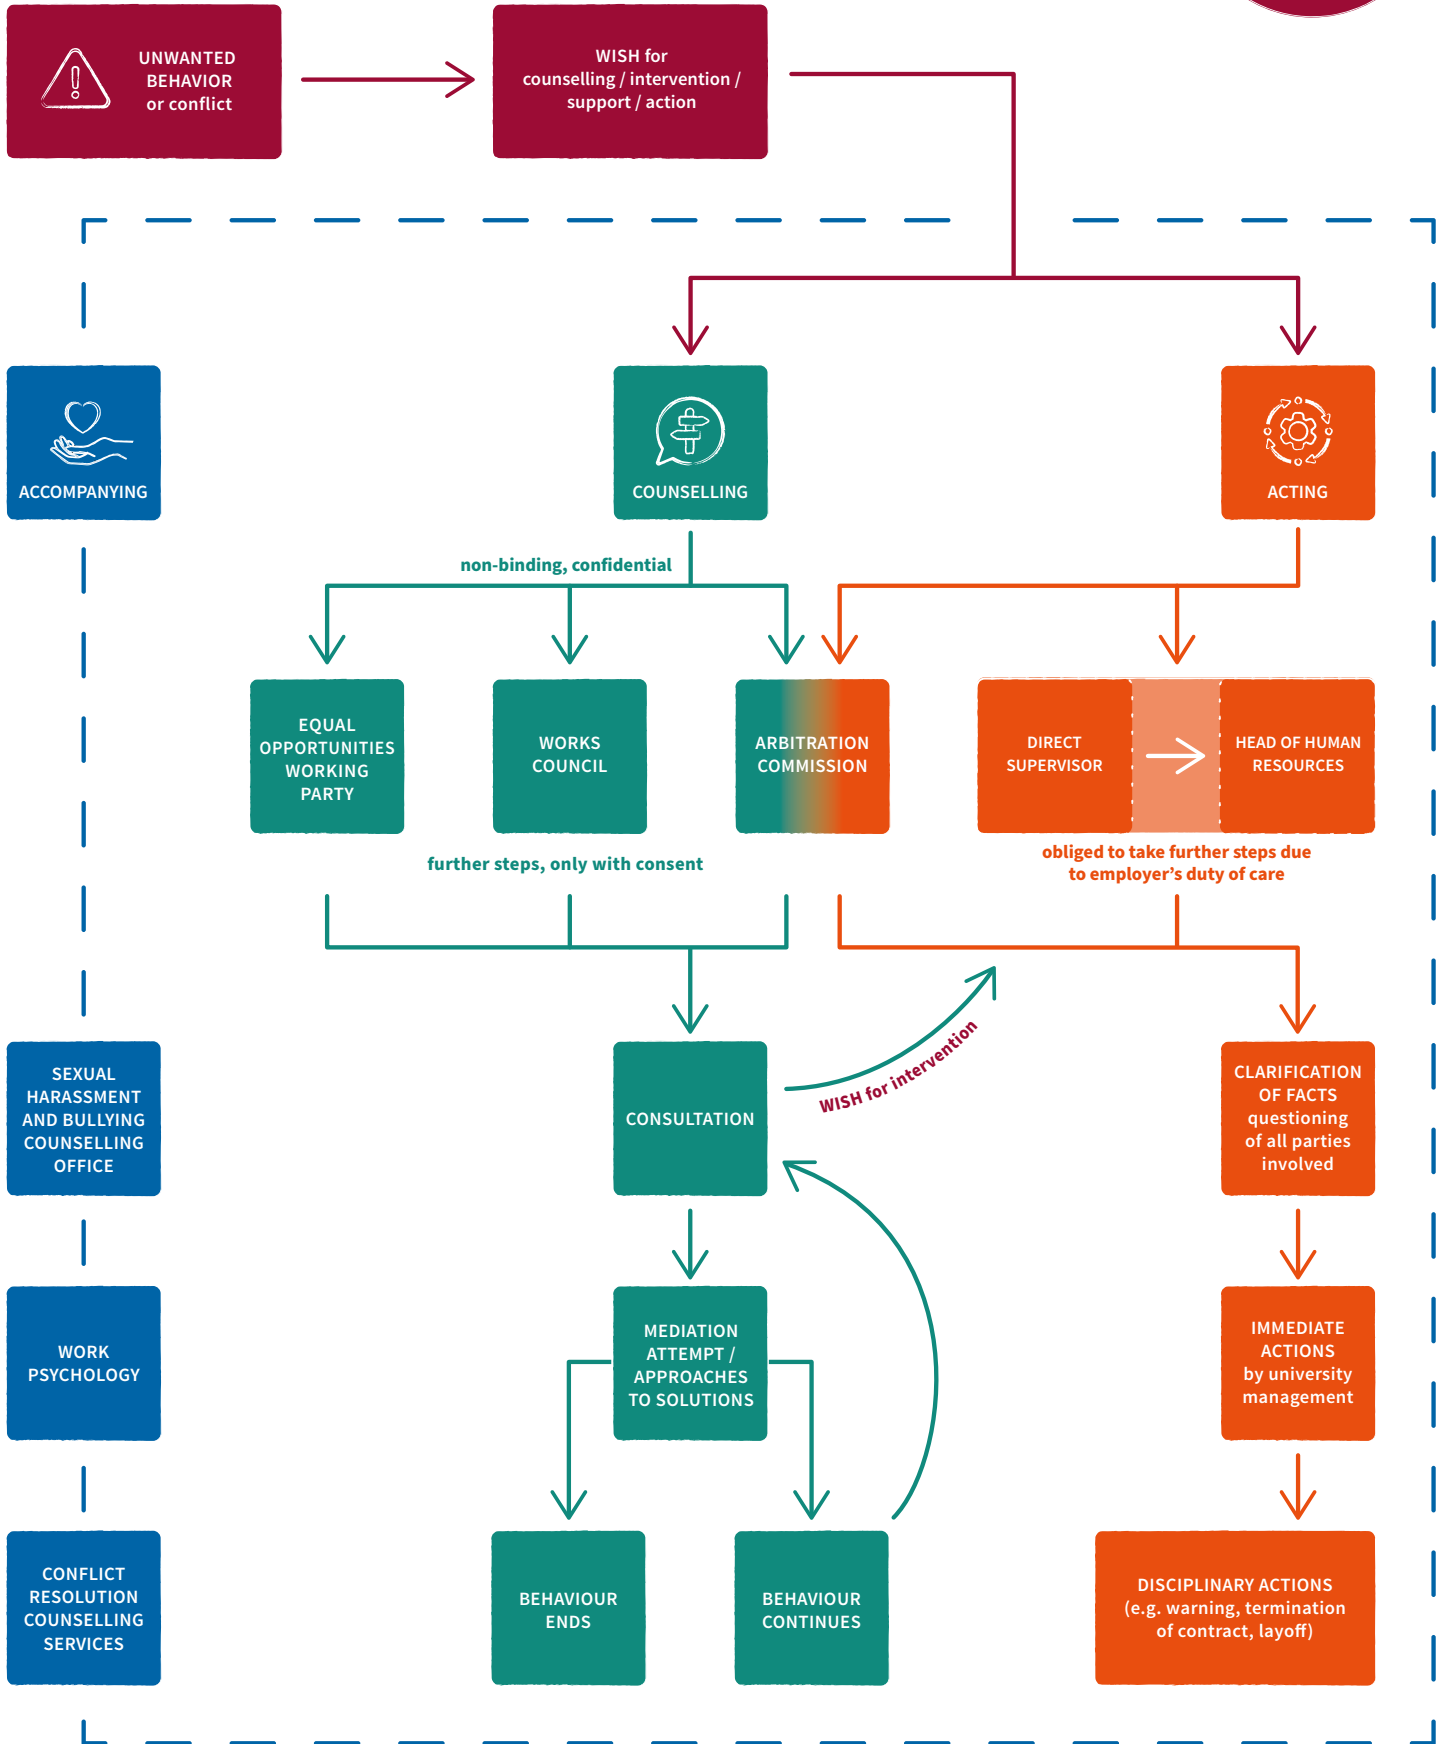 UNWANTED
BEHAVIOR
or conflict
WISH for
counselling / intervention /
support / action
ACCOMPANYING
COUNSELLING
ACTING
non-binding, confidential
EQUAL
OPPORTUNITIES
WORKING
PARTY
WORKS
COUNCIL
ARBITRATION
COMMISSION
DIRECT
SUPERVISOR
HEAD OF HUMAN
RESOURCES
further steps, only with consent
obliged to take further steps due
to employer’s duty of care
SEXUAL
HARASSMENT
AND BULLYING
COUNSELLING
OFFICE
CONSULTATION
WISH for intervention
CLARIFICATION
OF FACTS
questioning
of all parties
involved
WORK
PSYCHOLOGY
MEDIATION
ATTEMPT /
APPROACHES
TO SOLUTIONS
IMMEDIATE
ACTIONS
by university
management
CONFLICT
RESOLUTION
COUNSELLING
SERVICES
BEHAVIOUR
ENDS
BEHAVIOUR
CONTINUES
DISCIPLINARY ACTIONS
(e.g. warning, termination
of contract, layoff)